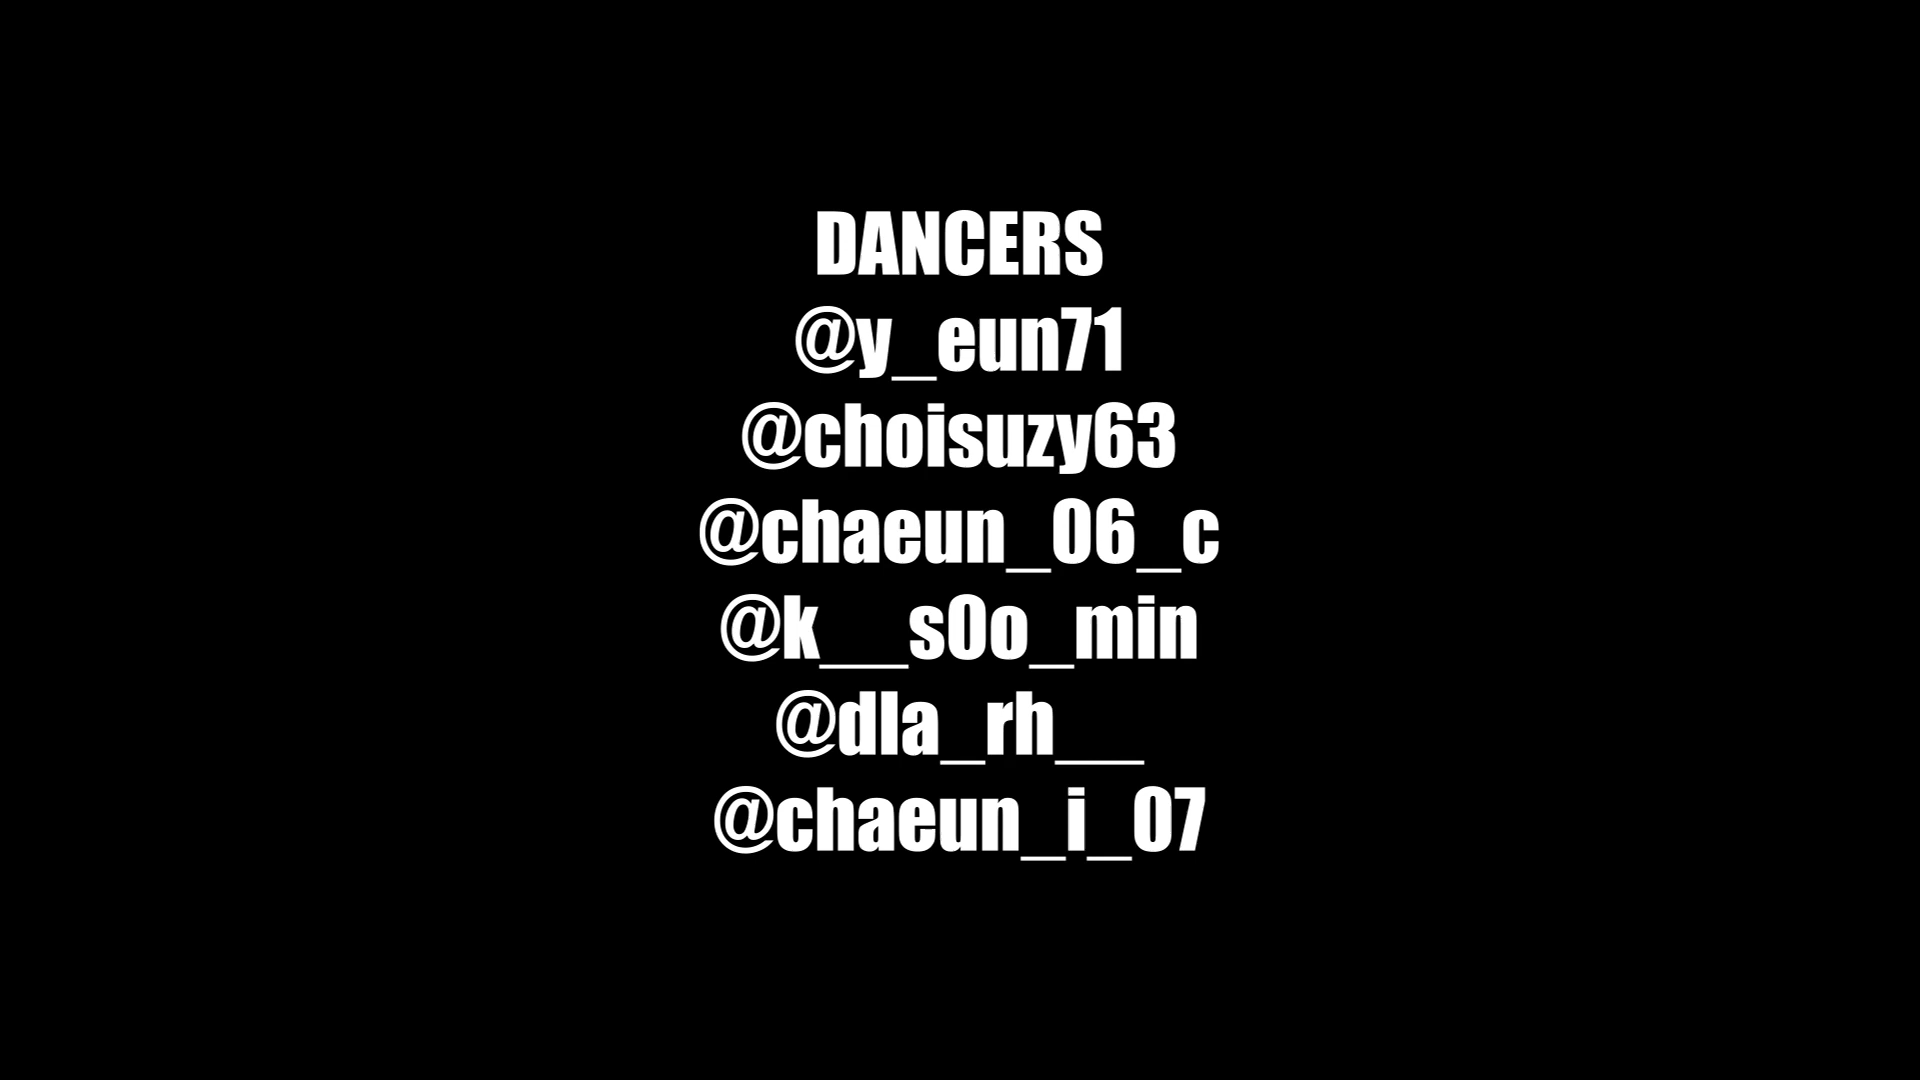 DANCERS
@y_eun71
@choisuzy63
@chaeun_06_c
@k__s0o_min
@dla_rh__
@chaeun_i_07